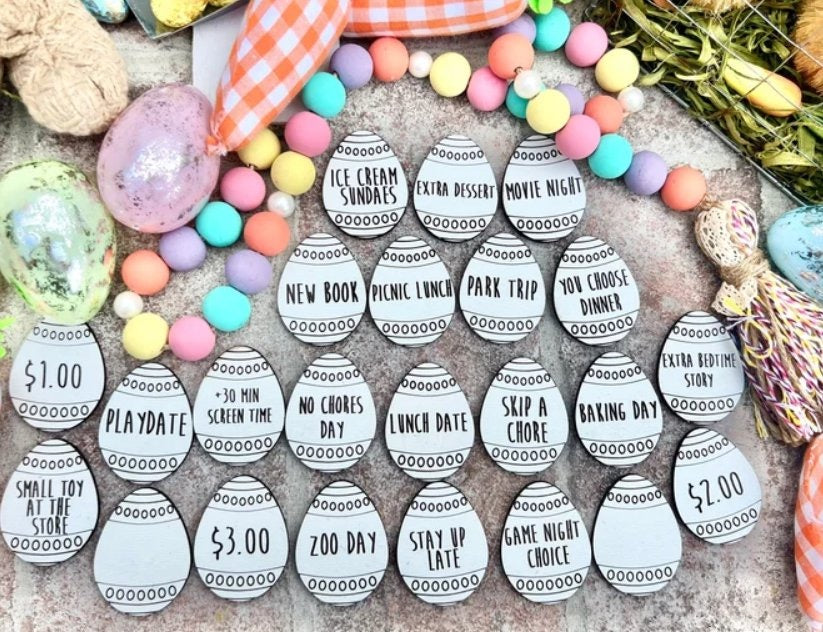 ICE CREAM
SUNDAES
EXTRA DESSERT
MOVIE NIGHT
NEW BOOK
PICNIC LUNCH
PARK TRIP
YOU CHOOSE
DINNER
$1.00
PLAYDATE
+30 MIN
SCREEN TIME
NO CHORES
DAY
LUNCH DATE
SKIP A
CHORE
BAKING DAY
EXTRA BEDTIME
STORY
SMALL TOY
AT THE
STORE
$3.00
ZOO DAY
STAY UP
LATE
GAME NIGHT
CHOICE
$2.00